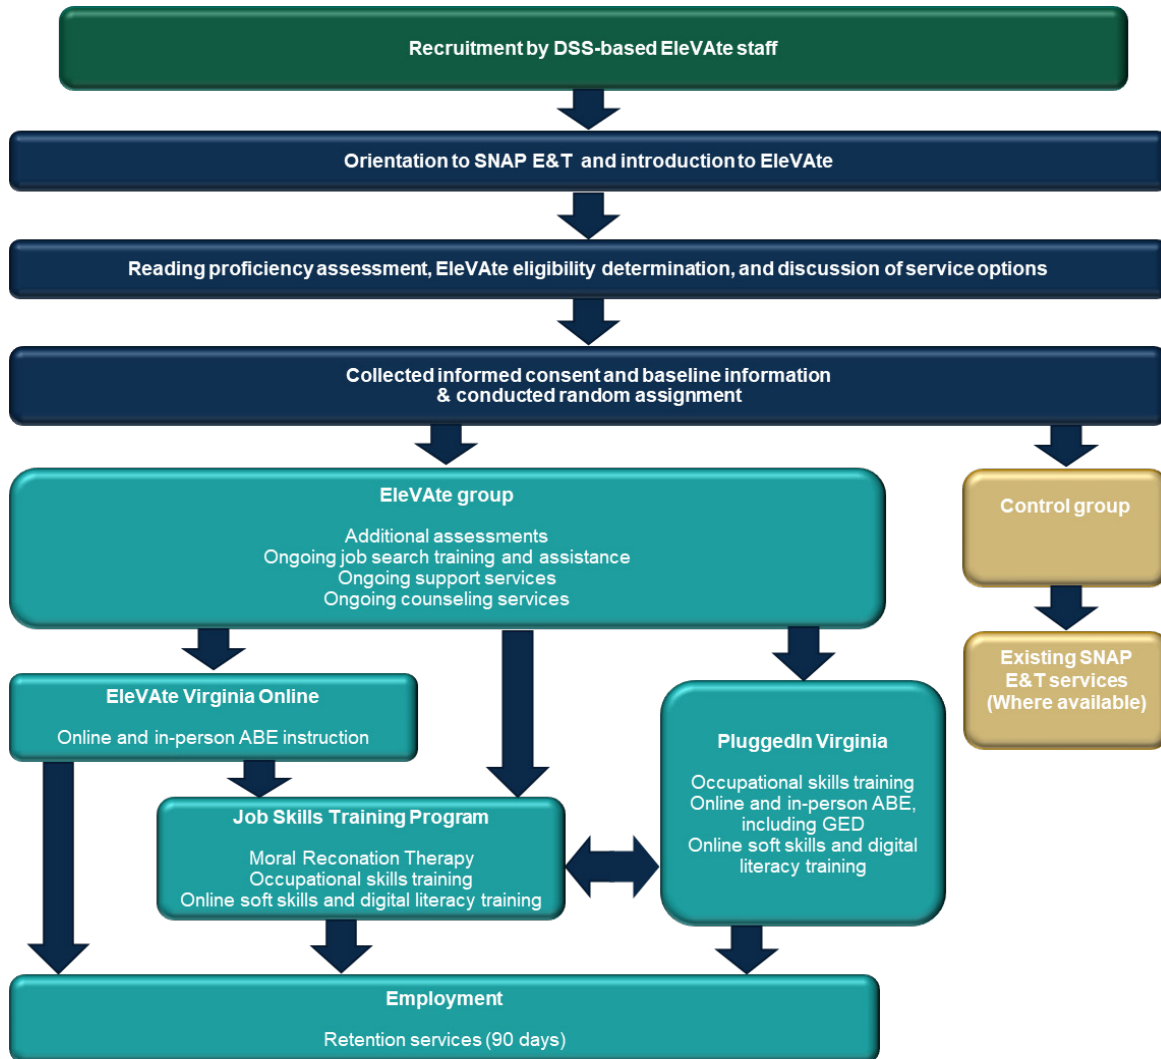 Recruitment by DSS-based EleVAte staff
Orientation to SNAP E&T and introduction to EleVAte
Reading proficiency assessment, EleVAte eligibility determination, and discussion of service options
Collected informed consent and baseline information
& conducted random assignment
EleVAte group
Additional assessments
Ongoing job search training and assistance
Ongoing support services
Ongoing counseling services
Control group
Existing SNAP
E&T services
(Where available)
EleVAte Virginia Online
Online and in-person ABE instruction
PluggedIn Virginia
Occupational skills training
Online and in-person ABE,
including GED
Online soft skills and digital
literacy training
Job Skills Training Program
Moral Reconation Therapy
Occupational skills training
Online soft skills and digital literacy training
Employment
Retention services (90 days)